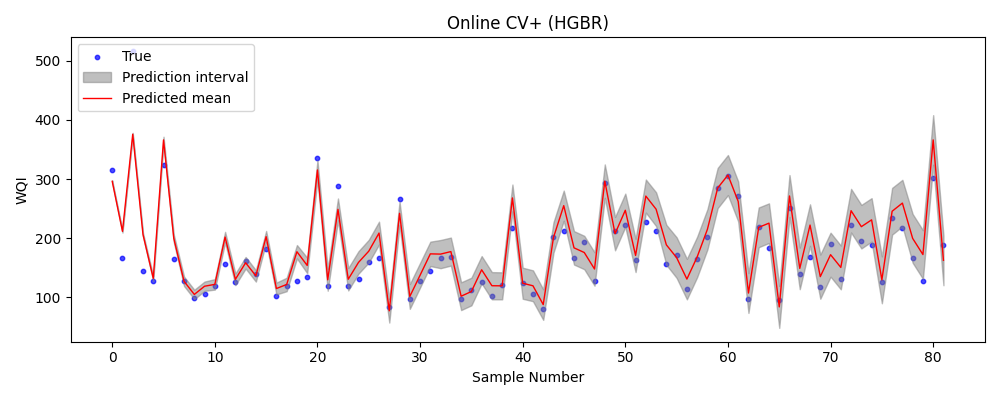 Online CV+ (HGBR)
True
Prediction interval
Predicted mean
WQI
500
400
300
200
100
0 10 20 30 40 50 60 70 80
Sample Number